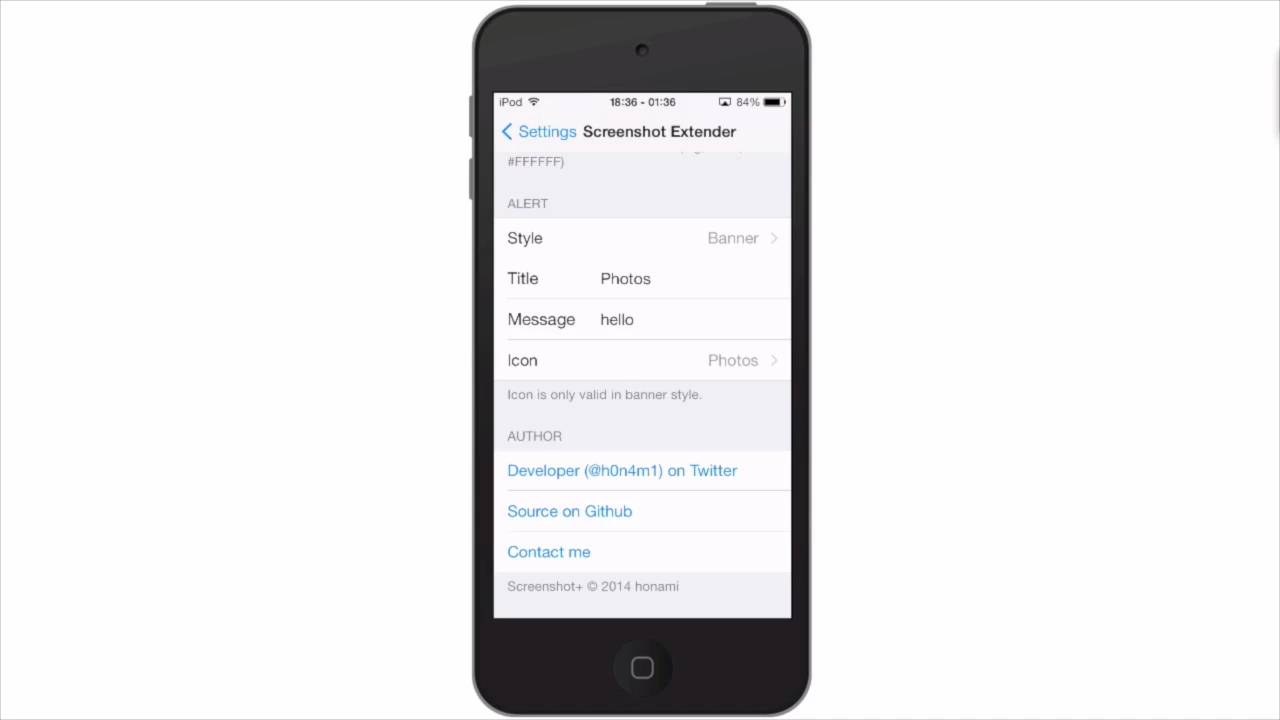 iPod 18:36 - 01:36 84%
Settings Screenshot Extender
#FFFFFF)
ALERT
Style Banner
Title Photos
Message hello
Icon Photos
Icon is only valid in banner style.
AUTHOR
Developer (@h0n4m1) on Twitter
Source on Github
Contact me
Screenshot+ © 2014 honami